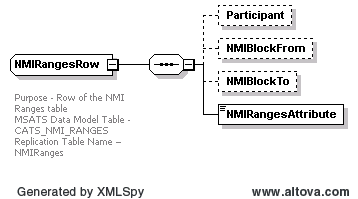 Participant
NMIBlockFrom
NMIRangesRow
NMIBlockTo
NMIRangesAttribute
Purpose - Row of the NMI
Ranges table
MSATS Data Model Table -
CATS_NMI_RANGES
Replication Table Name –
NMIRanges
Generated by XMLSpy
www.altova.com